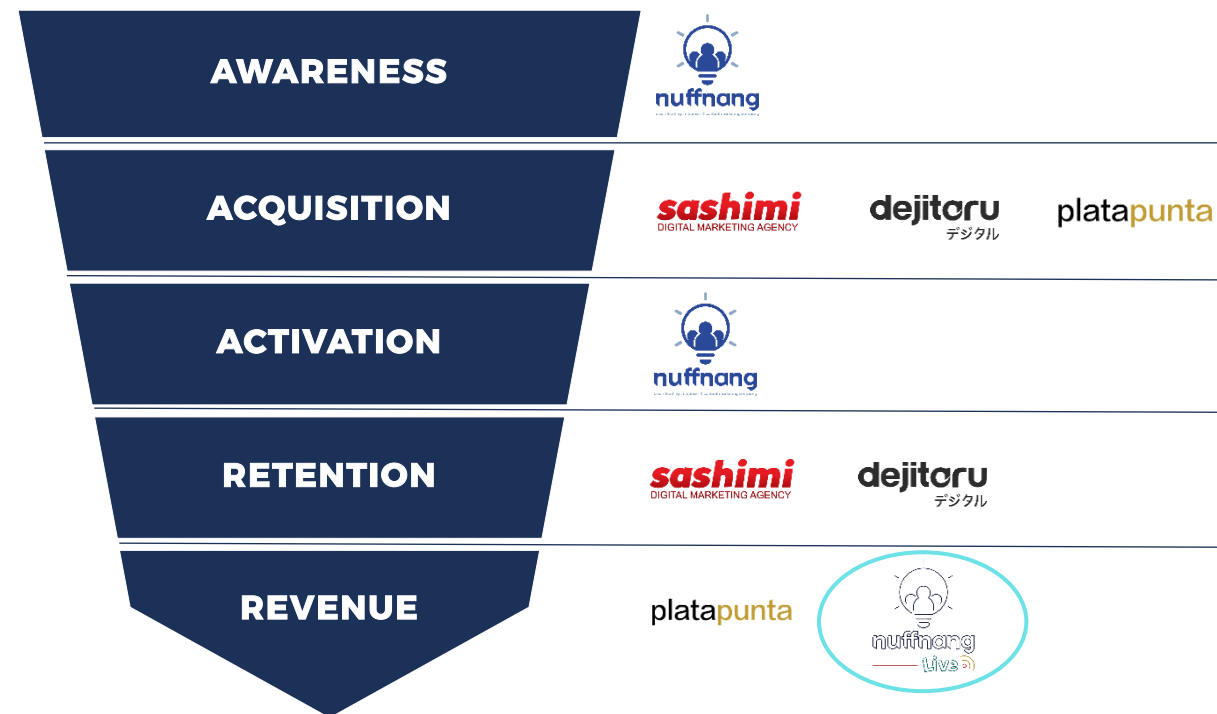 AWARENESS
nuffnang
ACQUISITION
sashimi
DIGITAL MARKETING AGENCY
dejitaru
デジタル
platapunta
ACTIVATION
nuffnang
RETENTION
sashimi
DIGITAL MARKETING AGENCY
dejitaru
デジタル
REVENUE
platapunta
nuffnang
Live